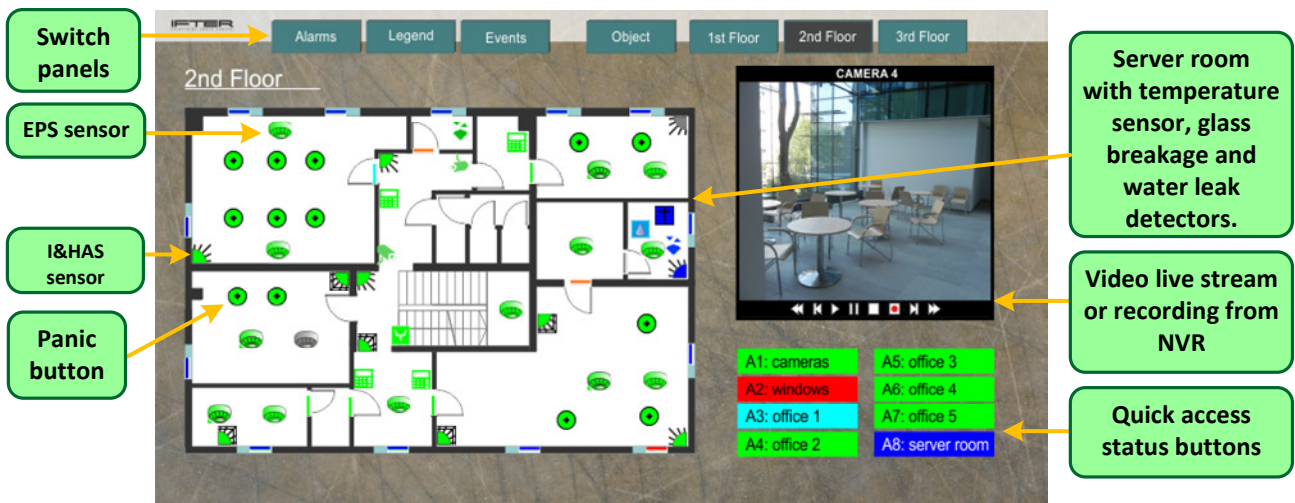 Switch
panels
IFTER
Alarms
Legend
Events
Object
1st Floor
2nd Floor
3rd Floor
2nd Floor
CAMERA 4
EPS sensor
I&HAS
sensor
Panic
button
Server room
with temperature
sensor, glass
breakage and
water leak
detectors.
Video live stream
or recording from
NVR
A1: cameras
A5: office 3
A2: windows
A6: office 4
A3: office 1
A7: office 5
A4: office 2
A8: server room
Quick access
status buttons